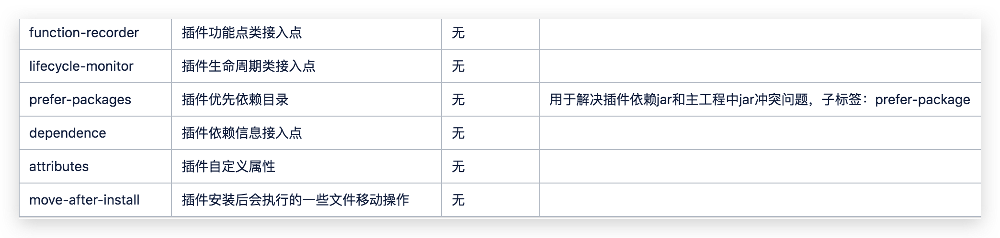 function-recorder 插件功能点类接入点 无
lifecycle-monitor 插件生命周期类接入点 无
prefer-packages 插件优先依赖目录 无 用于解决插件依赖jar和主工程中jar冲突问题，子标签：prefer-package
dependence 插件依赖信息接入点 无
attributes 插件自定义属性 无
move-after-install 插件安装后会执行的一些文件移动操作 无